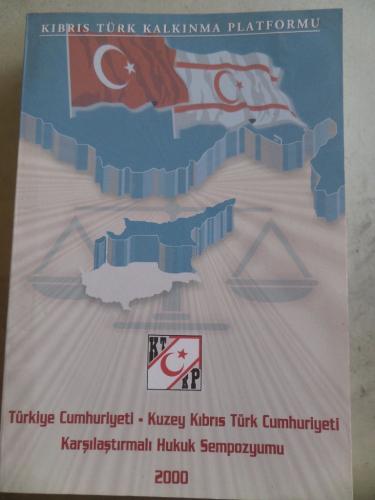 KIBRIS TÜRK KALKINMA PLATFORMU
KT
KP
Türkiye Cumhuriyeti - Kuzey Kıbrıs Türk Cumhuriyeti
Karşılaştırmalı Hukuk Sempozyumu
2000